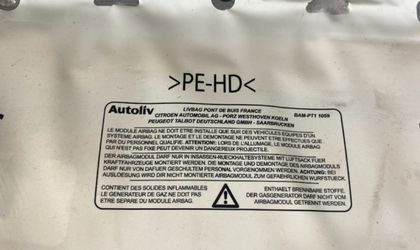 >PE-HD<
Autoliv
LIVBAG PONT DE BUIS FRANCE
CITROEN AUTOMOBIL AG - PORZ WESTHOVEN KOELN
PEUGEOT TALBOT DEUTSCHLAND GMBH - SAARBRUCKEN
BAM-PT1 1059
LE MODULE AIRBAG NE DOIT ETRE INSTALLE QUE SUR DES VEHICULES EQUIPES D'UN
SYSTEME AIRBAG. LE MONTAGE ET LE DEMONTAGE NE PEUVENT ETRE EFFECTUES QUE
PAR DU PERSONNEL QUALIFIE. ATTENTION: LORS DE L'ALLUMAGE, LE MODULE AIRBAG
QUI N'EST PAS FIXE PEUT DEVENIR UN PROJECTILE DANGEREUX.
DER AIRBAGMODUL DARF NUR IN INSASSEN-RUECKHALTESYSTEME MIT LUFTSACK FUER
KRAFTFAHRZEUGE MONTIERT WERDEN. DIE MONTAGE UND DEMONTAGE DES AIRBAGMODULS
DARF NUR VON GESCHULTEM PERSONAL VORGENOMMEN WERDEN. ACHTUNG: BEI
AUSLOESUNG WIRD DIR NICHT MONTIERTE AIRBAGMODUL ZUM GEFAEHRLICHEN WURFSTUECK.
CONTIENT DES SOLIDES INFLAMMABLES
LE GENERATEUR DE GAZ NE DOIT PAS
ETRE SEPARE DU MODULE AIRBAG.
ENTHAELT BRENNBARE STOFFE.
DER GASGENERATOR DARF NICHT VOM
AIRBAGMODUL GETRENNT WERDEN.